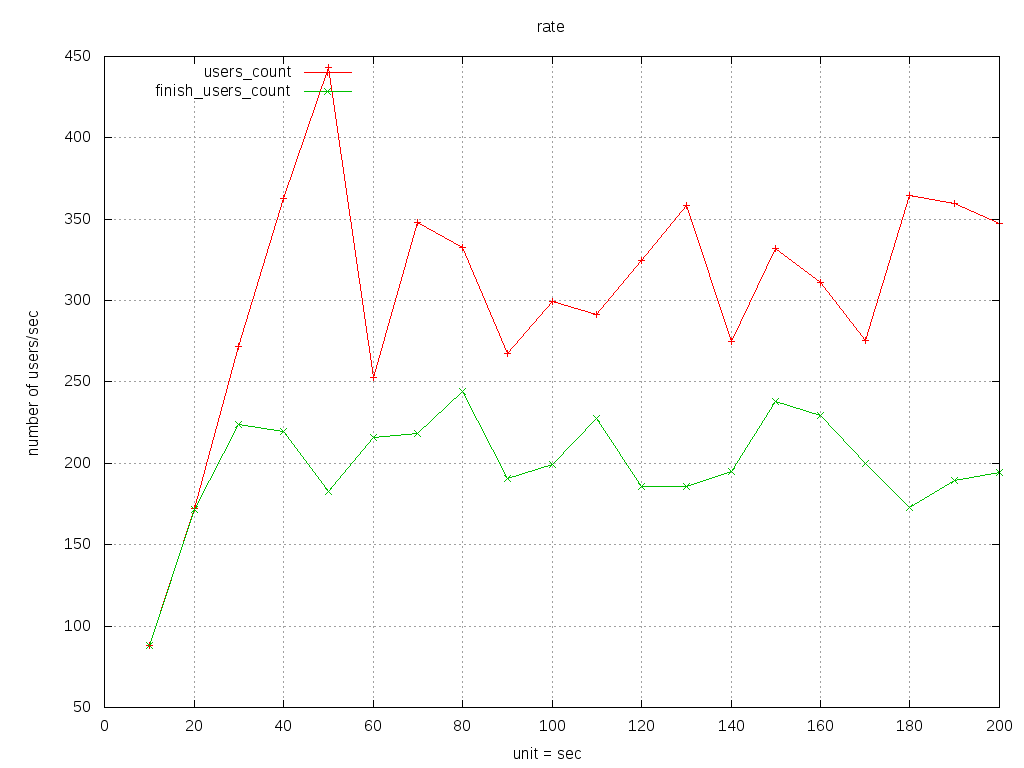 rate
450
400
350
300
250
200
150
100
50
number of users/sec
users_count
finish_users_count
0 20 40 60 80 100 120 140 160 180 200
unit = sec